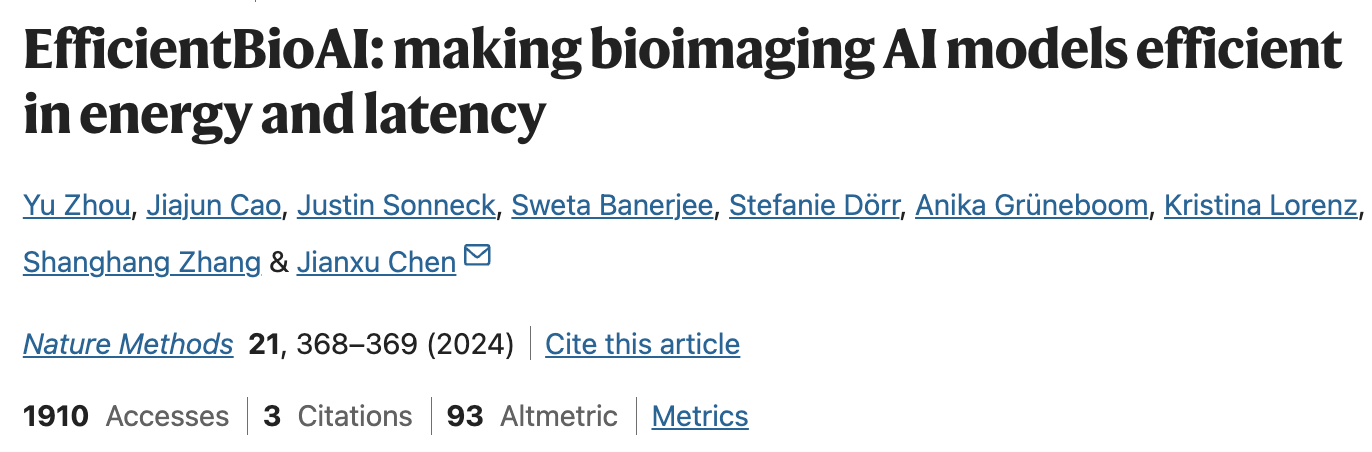 EfficientBioAI: making bioimaging AI models efficient
in energy and latency
Yu Zhou, Jiajun Cao, Justin Sonneck, Sweta Banerjee, Stefanie Dörr, Anika Grüneboom, Kristina Lorenz,
Shanghang Zhang & Jianxu Chen
Nature Methods 21, 368–369 (2024) | Cite this article
1910 Accesses | 3 Citations | 93 Altmetric | Metrics